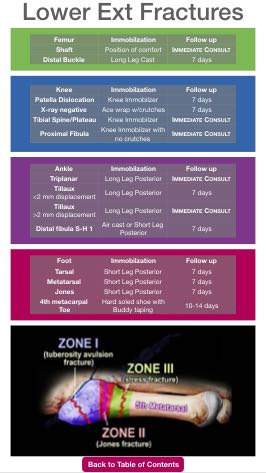 Lower Ext Fractures
Femur Immobilization Follow up
Shaft Position of comfort IMMEDIATE CONSULT
Distal Buckle Long Leg Cast 7 days
Knee Immobilization Follow up
Patella Dislocation Knee Immobilizer 7 days
X-ray negative Ace wrap w/crutches 7 days
Tibial Spine/Plateau Knee Immobilizer IMMEDIATE CONSULT
Proximal Fibula Knee Immobilizer with no crutches IMMEDIATE CONSULT
Ankle Immobilization Follow up
Triplanar Long Leg Posterior IMMEDIATE CONSULT
Tillaux <2 mm displacement Long Leg Posterior 7 days
Tillaux >2 mm displacement Long Leg Posterior IMMEDIATE CONSULT
Distal fibula S-H 1 Air cast or Short Leg Posterior 7 days
Foot Immobilization Follow up
Tarsal Short Leg Posterior 7 days
Metatarsal Short Leg Posterior 7 days
Jones Short Leg Posterior 7 days
4th metacarpal Toe Hard soled shoe with Buddy taping 10-14 days
ZONE I
(tuberosity avulsion
fracture)
ZONE III
(stress fracture)
5th Metatarsal
ZONE II
(Jones fracture)
Back to Table of Contents